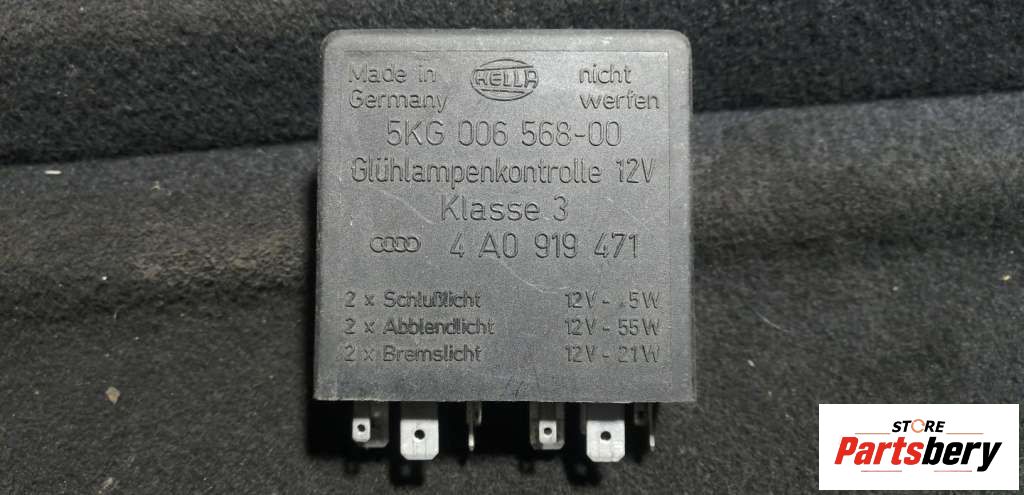 Made in HELLA nicht
Germany werfen
5KG 006 568-00
Glühlampenkontrolle 12V
Klasse 3
4 A0 919 471
2 x Schlußlicht 12V - 5W
2 x Abblendlicht 12V - 55W
2 x Bremslicht 12V - 21W
STORE
Partsbery